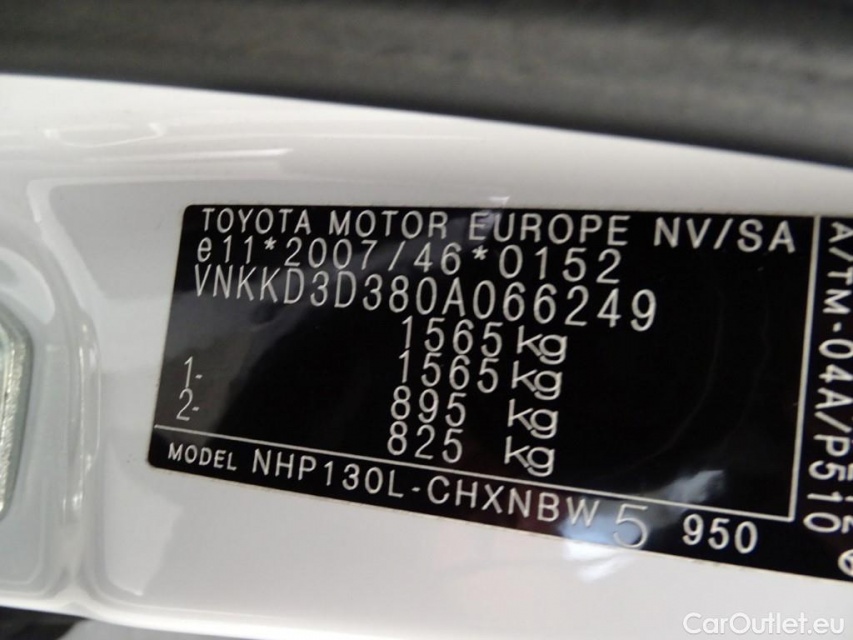 TOYOTA MOTOR EUROPE NV/SA
e11*2007/46*0152
VNKKD3D380A066249
1565 kg
1565 kg
1- 895 kg
2- 825 kg
MODEL NHP130L-CHXNBW 5 950
A/TM-04A/P510
CarOutlet.eu